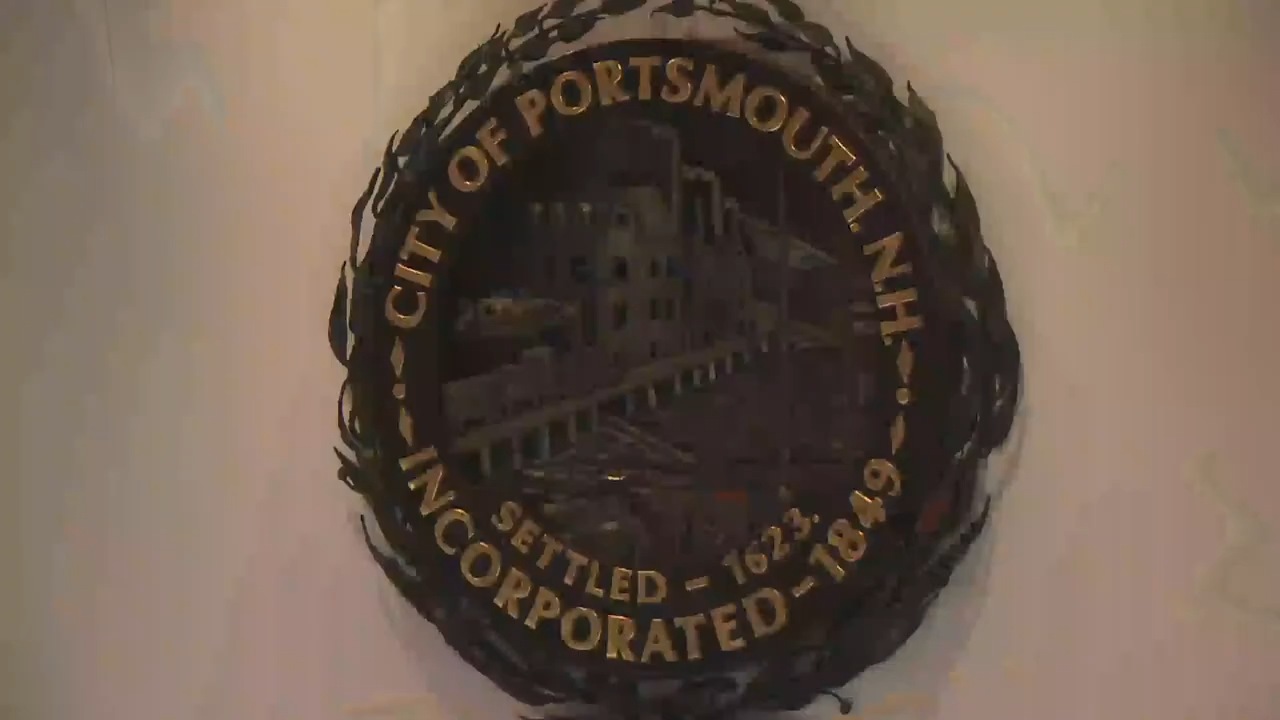 CITY OF PORTSMOUTH. N.H.
SETTLED – 1623.
INCORPORATED – 1849